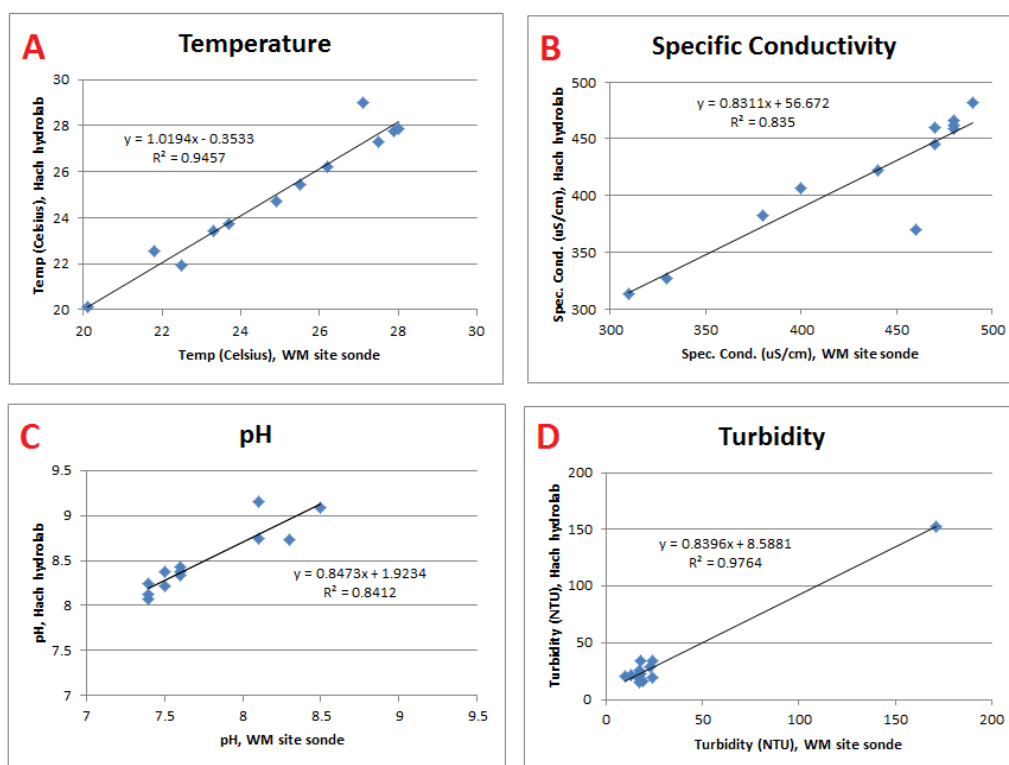 A
Temperature
Temp (Celsius), Hach hydrolab
30
28
26
24
22
20
y = 1.0194x - 0.3533
R² = 0.9457
20 22 24 26 28 30
Temp (Celsius), WM site sonde
B
Specific Conductivity
Spec. Cond. (uS/cm), Hach hydrolab
500
450
400
350
300
y = 0.8311x + 56.672
R² = 0.835
300 350 400 450 500
Spec. Cond. (uS/cm), WM site sonde
C
pH
pH, Hach hydrolab
9.5
9
8.5
8
7.5
7
y = 0.8473x + 1.9234
R² = 0.8412
7 7.5 8 8.5 9 9.5
pH, WM site sonde
D
Turbidity
Turbidity (NTU), Hach hydrolab
200
150
100
50
0
y = 0.8396x + 8.5881
R² = 0.9764
0 50 100 150 200
Turbidity (NTU), WM site sonde